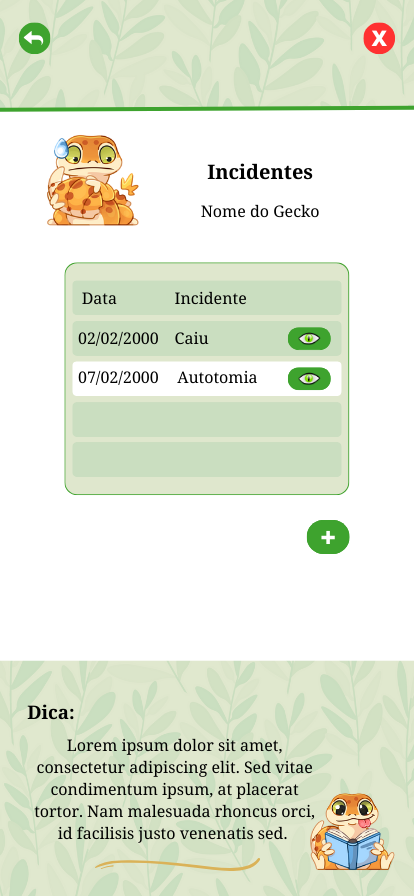 X
Incidentes
Nome do Gecko
Data Incidente
02/02/2000 Caiu
07/02/2000 Autotomia
+
Dica:
Lorem ipsum dolor sit amet,
consectetur adipiscing elit. Sed vitae
condimentum ipsum, at placerat
tortor. Nam malesuada rhoncus orci,
id facilisis justo venenatis sed.